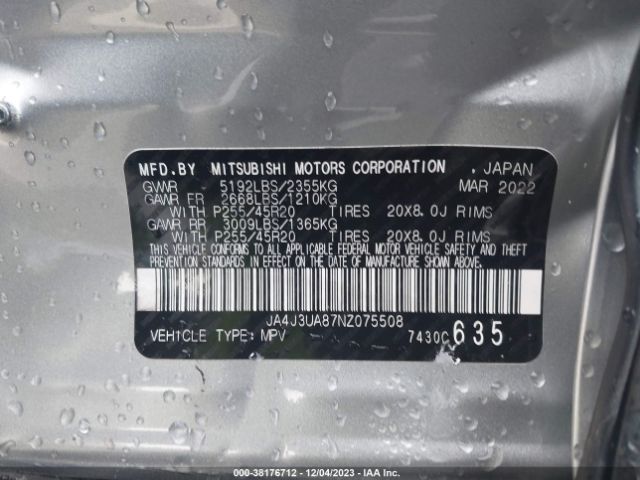 MFD.BY MITSUBISHI MOTORS CORPORATION , JAPAN
GVWR 5192LBS/2355KG MAR 2022
GAWR FR 2668LBS/1210KG
WITH P255/45R20 TIRES 20X8.0J RIMS
GAWR RR 3009LBS/1365KG
WITH P255/45R20 TIRES 20X8.0J RIMS
THIS VEHICLE CONFORMS TO ALL APPLICABLE FEDERAL MOTOR VEHICLE SAFETY AND THEFT
PREVENTION STANDARDS IN EFFECT ON THE DATE OF MANUFACTURE SHOWN ABOVE.
JA4J3UA87NZ075508
VEHICLE TYPE: MPV 7430C 635
000-38176712 - 12/04/2023 - IAA Inc.